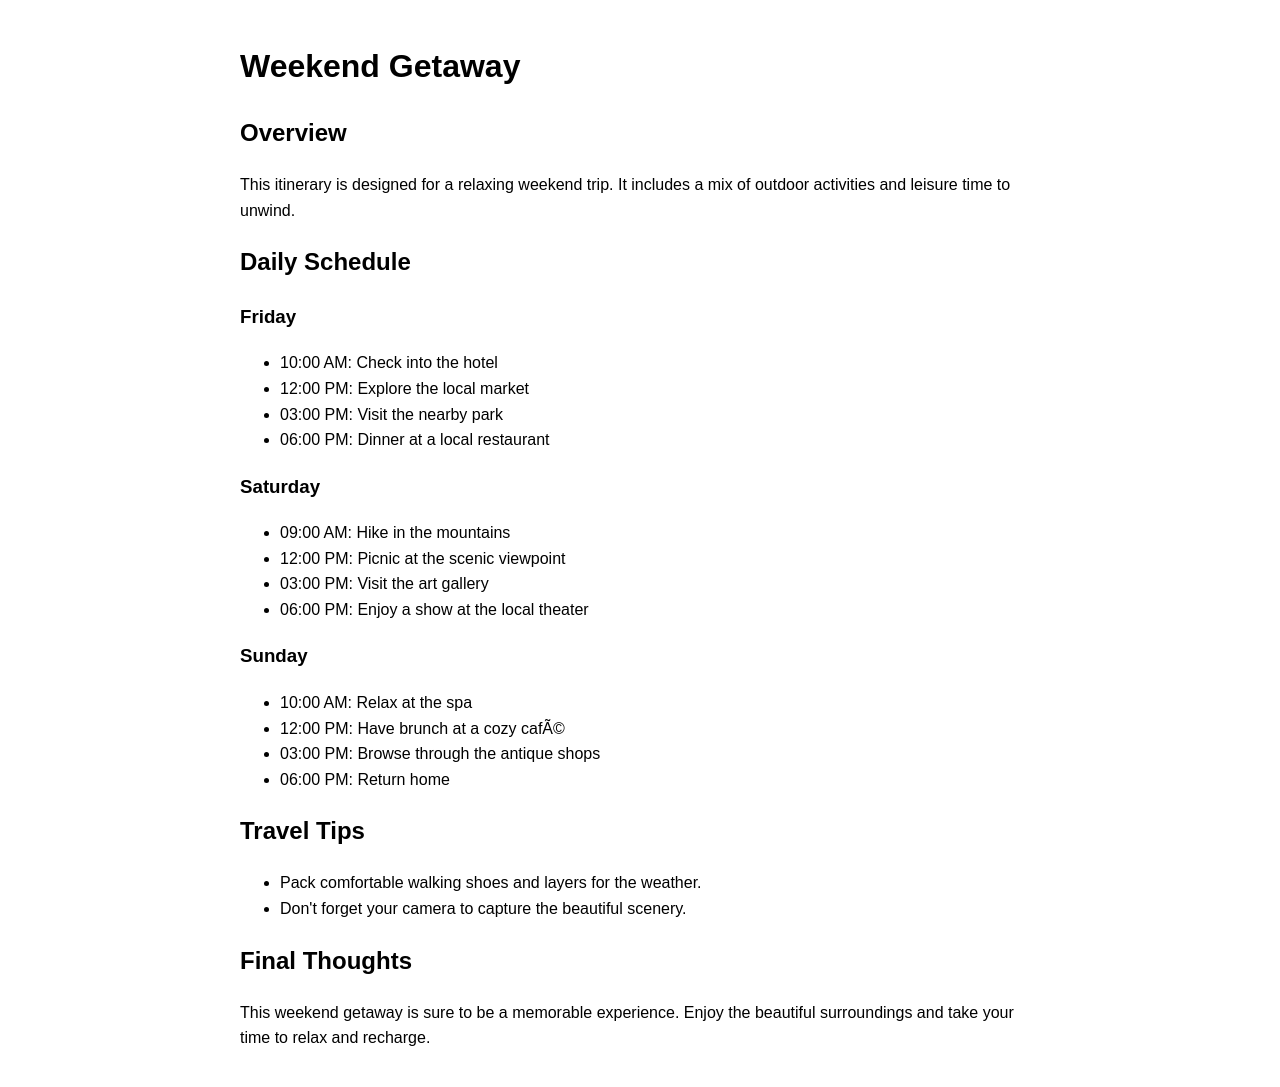 Weekend Getaway
Overview
This itinerary is designed for a relaxing weekend trip. It includes a mix of outdoor activities and leisure time to
unwind.
Daily Schedule
Friday
• 10:00 AM: Check into the hotel
• 12:00 PM: Explore the local market
• 03:00 PM: Visit the nearby park
• 06:00 PM: Dinner at a local restaurant
Saturday
• 09:00 AM: Hike in the mountains
• 12:00 PM: Picnic at the scenic viewpoint
• 03:00 PM: Visit the art gallery
• 06:00 PM: Enjoy a show at the local theater
Sunday
• 10:00 AM: Relax at the spa
• 12:00 PM: Have brunch at a cozy cafÃ©
• 03:00 PM: Browse through the antique shops
• 06:00 PM: Return home
Travel Tips
• Pack comfortable walking shoes and layers for the weather.
• Don't forget your camera to capture the beautiful scenery.
Final Thoughts
This weekend getaway is sure to be a memorable experience. Enjoy the beautiful surroundings and take your
time to relax and recharge.